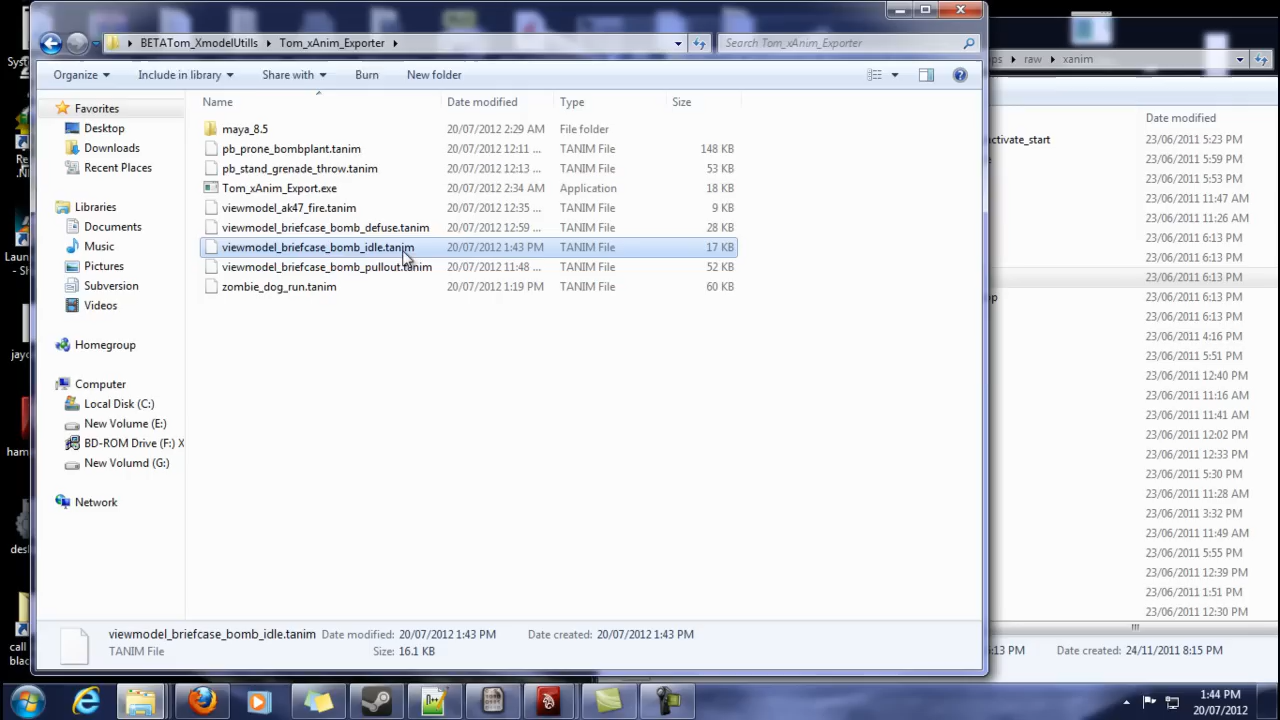 BETATom_XmodelUtills Tom_xAnim_Exporter Search Tom_xAnim_Exporter
Organize Include in library Share with Burn New folder
Name Date modified Type Size
Favorites
Desktop
Downloads
Recent Places
Libraries
Documents
Music
Pictures
Subversion
Videos
Homegroup
Computer
Local Disk (C:)
New Volume (E:)
BD-ROM Drive (F:) X
New Volumd (G:)
Network
maya_8.5 20/07/2012 2:29 AM File folder
pb_prone_bombplant.tanim 20/07/2012 12:11 ... TANIM File 148 KB
pb_stand_grenade_throw.tanim 20/07/2012 12:13 ... TANIM File 53 KB
Tom_xAnim_Export.exe 20/07/2012 2:34 AM Application 18 KB
viewmodel_ak47_fire.tanim 20/07/2012 12:35 ... TANIM File 9 KB
viewmodel_briefcase_bomb_defuse.tanim 20/07/2012 12:59 ... TANIM File 28 KB
viewmodel_briefcase_bomb_idle.tanim 20/07/2012 1:43 PM TANIM File 17 KB
viewmodel_briefcase_bomb_pullout.tanim 20/07/2012 11:48 ... TANIM File 52 KB
zombie_dog_run.tanim 20/07/2012 1:19 PM TANIM File 60 KB
viewmodel_briefcase_bomb_idle.tanim Date modified: 20/07/2012 1:43 PM Date created: 20/07/2012 1:43 PM
TANIM File Size: 16.1 KB
raw xanim
Date modified
ctivate_start 23/06/2011 5:23 PM
23/06/2011 5:59 PM
23/06/2011 5:53 PM
23/06/2011 11:47 AM
23/06/2011 11:26 AM
23/06/2011 6:13 PM
23/06/2011 6:13 PM
23/06/2011 6:13 PM
23/06/2011 6:13 PM
23/06/2011 6:13 PM
23/06/2011 4:16 PM
23/06/2011 5:51 PM
23/06/2011 12:40 PM
23/06/2011 11:16 AM
23/06/2011 11:41 AM
23/06/2011 12:02 PM
23/06/2011 12:33 PM
23/06/2011 5:30 PM
23/06/2011 11:28 AM
23/06/2011 3:32 PM
23/06/2011 11:49 AM
23/06/2011 5:55 PM
23/06/2011 12:39 PM
23/06/2011 1:51 PM
23/06/2011 12:30 PM
6:13 PM Date created: 24/11/2011 8:15 PM
Syst
Re
Laun
jayc
ham
desl
call
blac
1:44 PM
20/07/2012